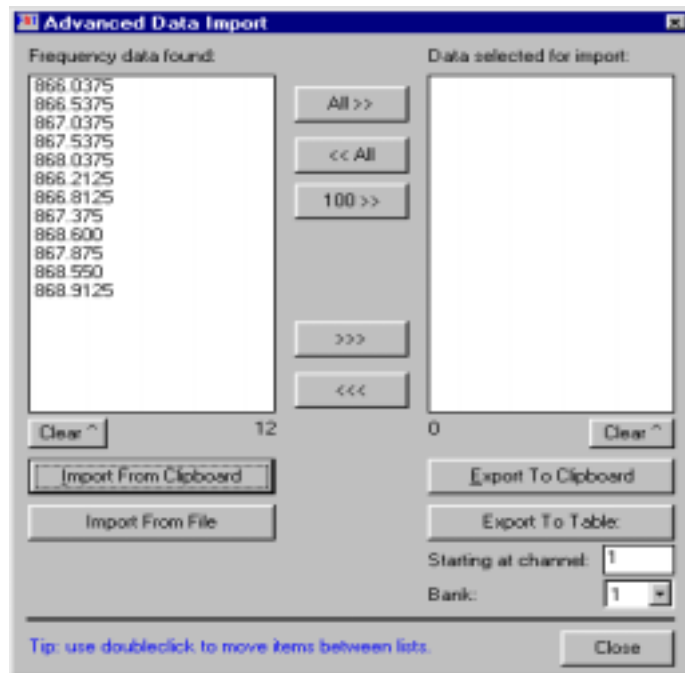 Advanced Data Import
Frequency data found:
Data selected for import:
866.0375
866.5375
867.0375
867.5375
868.0375
866.2125
866.8125
867.375
868.600
867.875
868.550
868.9125
All >>
<< All
100 >>
>>>
<<<
Clear ^
12
0
Clear ^
Import From Clipboard
Export To Clipboard
Import From File
Export To Table:
Starting at channel: 1
Bank: 1
Tip: use doubleclick to move items between lists.
Close